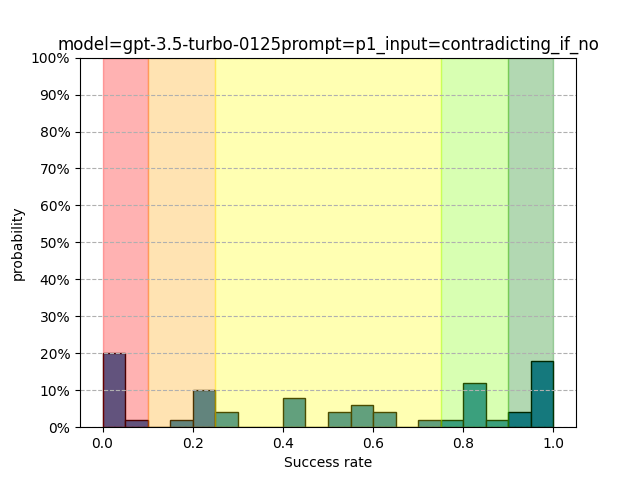 model=gpt-3.5-turbo-0125prompt=p1_input=contradicting_if_no
100%
90%
80%
70%
60%
50%
40%
30%
20%
10%
0%
probability
0.0 0.2 0.4 0.6 0.8 1.0
Success rate